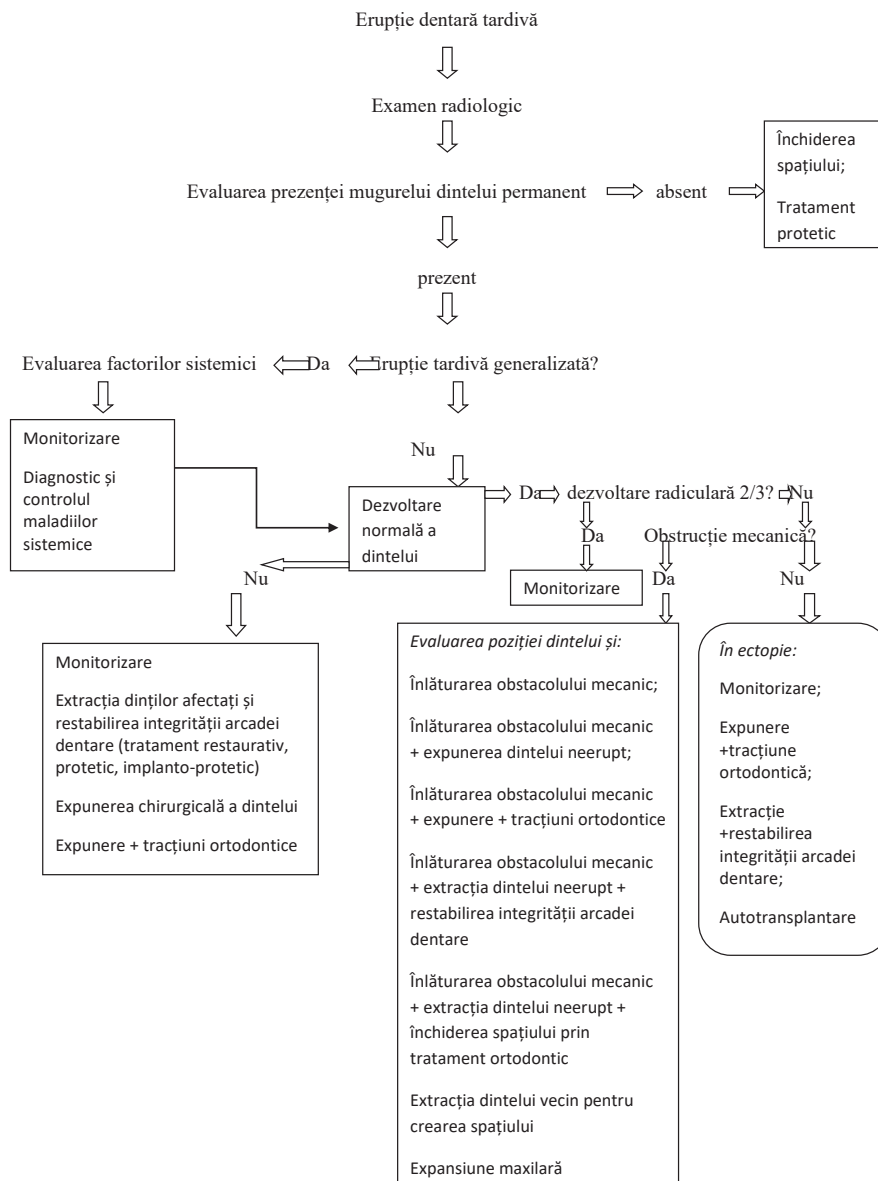 Erupție dentară tardivă
Examen radiologic
Evaluarea prezenței mugurelui dintelui permanent
absent
Închiderea
spațiului;
Tratament
protetic
prezent
Evaluarea factorilor sistemici
Da
Erupție tardivă generalizată?
Monitorizare
Diagnostic și
controlul
maladiilor
sistemice
Nu
Dezvoltare
normală a
dintelui
Da
dezvoltare radiculară 2/3?
Nu
Da
Obstrucție mecanică?
Nu
Monitorizare
Da
Nu
Monitorizare
Extracția dinților afectați și
restabilirea integrității arcadei
dentare (tratament restaurativ,
protetic, implanto-protetic)
Expunerea chirurgicală a dintelui
Expunere + tracțiuni ortodontice
Evaluarea poziției dintelui și:
Înlăturarea obstacolului mecanic;
Înlăturarea obstacolului mecanic
+ expunerea dintelui neerupt;
Înlăturarea obstacolului mecanic
+ expunere + tracțiuni ortodontice
Înlăturarea obstacolului mecanic
+ extracția dintelui neerupt +
restabilirea integrității arcadei
dentare
Înlăturarea obstacolului mecanic
+ extracția dintelui neerupt +
închiderea spațiului prin
tratament ortodontic
Extracția dintelui vecin pentru
crearea spațiului
Expansiune maxilară
În ectopie:
Monitorizare;
Expunere
+tracțiune
ortodontică;
Extracție
+restabilirea
integrității arcadei
dentare;
Autotransplantare